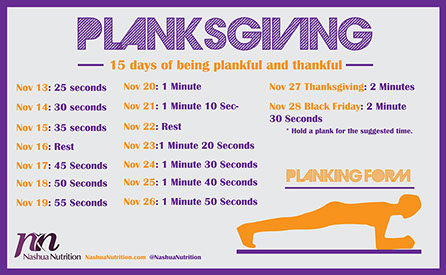 PLANKSGIVING
15 days of being plankful and thankful
Nov 13: 25 seconds
Nov 14: 30 seconds
Nov 15: 35 seconds
Nov 16: Rest
Nov 17: 45 Seconds
Nov 18: 50 Seconds
Nov 19: 55 Seconds
Nov 20: 1 Minute
Nov 21: 1 Minute 10 Sec-
Nov 22: Rest
Nov 23:1 Minute 20 Seconds
Nov 24: 1 Minute 30 Seconds
Nov 25: 1 Minute 40 Seconds
Nov 26: 1 Minute 50 Seconds
Nov 27 Thanksgiving: 2 Minutes
Nov 28 Black Friday: 2 Minute
30 Seconds
* Hold a plank for the suggested time.
PLANKING FORM
nn
Nashua Nutrition
NashuaNutrition.com @NashuaNutrition